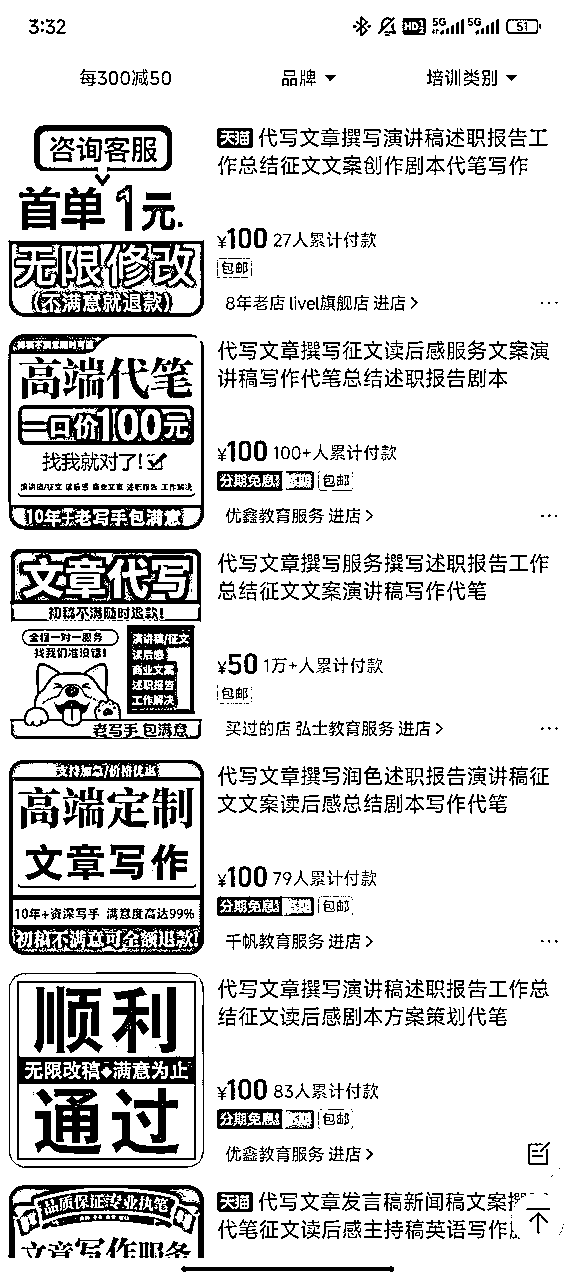 3:32
HD 5G 5G 51
每300减50 品牌 培训类别
咨询客服
首单1元.
无限修改
(不满意就退款)
天猫 代写文章撰写演讲稿述职报告工
作总结征文文案创作剧本代笔写作
¥100 27人累计付款
包邮
8年老店 livel旗舰店 进店 >
高端代笔
一口价100元
找我就对了!
10年+老写手包满意
代写文章撰写征文读后感服务文案演
讲稿写作代笔总结述职报告剧本
¥100 100+人累计付款
分期免息 包邮
优鑫教育服务 进店 >
文章代写
初稿不满随时退款!
全程一对一服务
找我们准没错!
演讲稿/征文
读后感
商业文案
述职报告
工作解决
老写手 包满意
代写文章撰写服务撰写述职报告工作
总结征文文案演讲稿写作代笔
¥50 1万+人累计付款
包邮
买过的店 弘士教育服务 进店 >
支持加急/价格优惠
高端定制
文章写作
10年+资深写手 满意度高达99%
初稿不满意可全额退款!
代写文章撰写润色述职报告演讲稿征
文文案读后感总结剧本写作代笔
¥100 79人累计付款
分期免息 包邮
千帆教育服务 进店 >
顺利
无限改稿◆满意为止
通过
代写文章撰写演讲稿述职报告工作总
结征文读后感剧本方案策划代笔
¥100 83人累计付款
分期免息 包邮
优鑫教育服务 进店 >
品质保证专业执笔
文章写作服务
天猫 代写文章发言稿新闻稿文案撰
代笔征文读后感主持稿英语写作